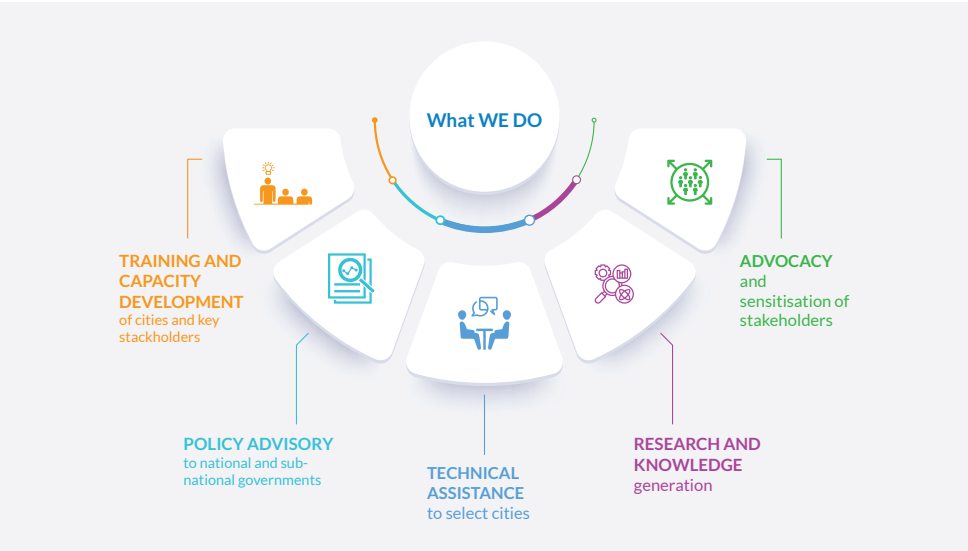 What WE DO
TRAINING AND
CAPACITY
DEVELOPMENT
of cities and key
stackholders
POLICY ADVISORY
to national and sub-
national governments
TECHNICAL
ASSISTANCE
to select cities
RESEARCH AND
KNOWLEDGE
generation
ADVOCACY
and
sensitisation of
stakeholders